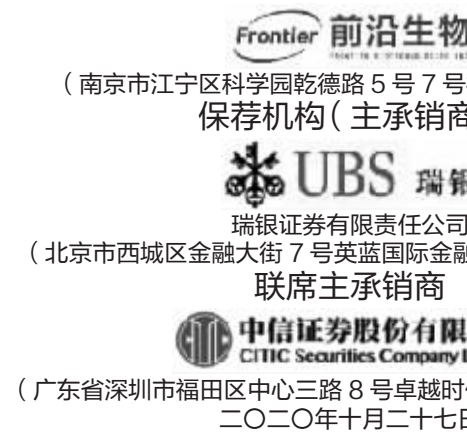 Frontier 前沿生物
（南京市江宁区科学园乾德路 5 号 7 号
保荐机构（主承销商
UBS 瑞银
瑞银证券有限责任公司
（北京市西城区金融大街 7 号英蓝国际金融
联席主承销商
中信证券股份有限
CITIC Securities Company
（广东省深圳市福田区中心三路 8 号卓越时
二〇二〇年十月二十七日